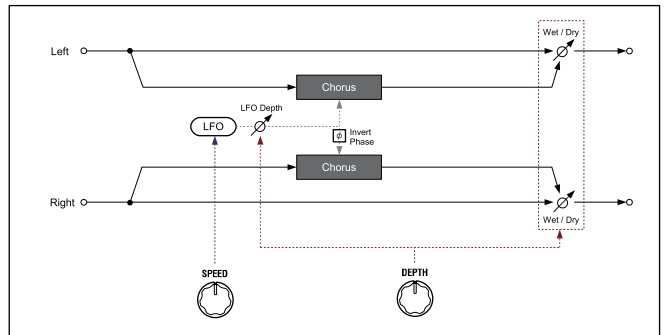 Wet / Dry
Left
Chorus
LFO Depth
LFO
ϕ
Invert
Phase
Chorus
Right
Wet / Dry
SPEED
DEPTH